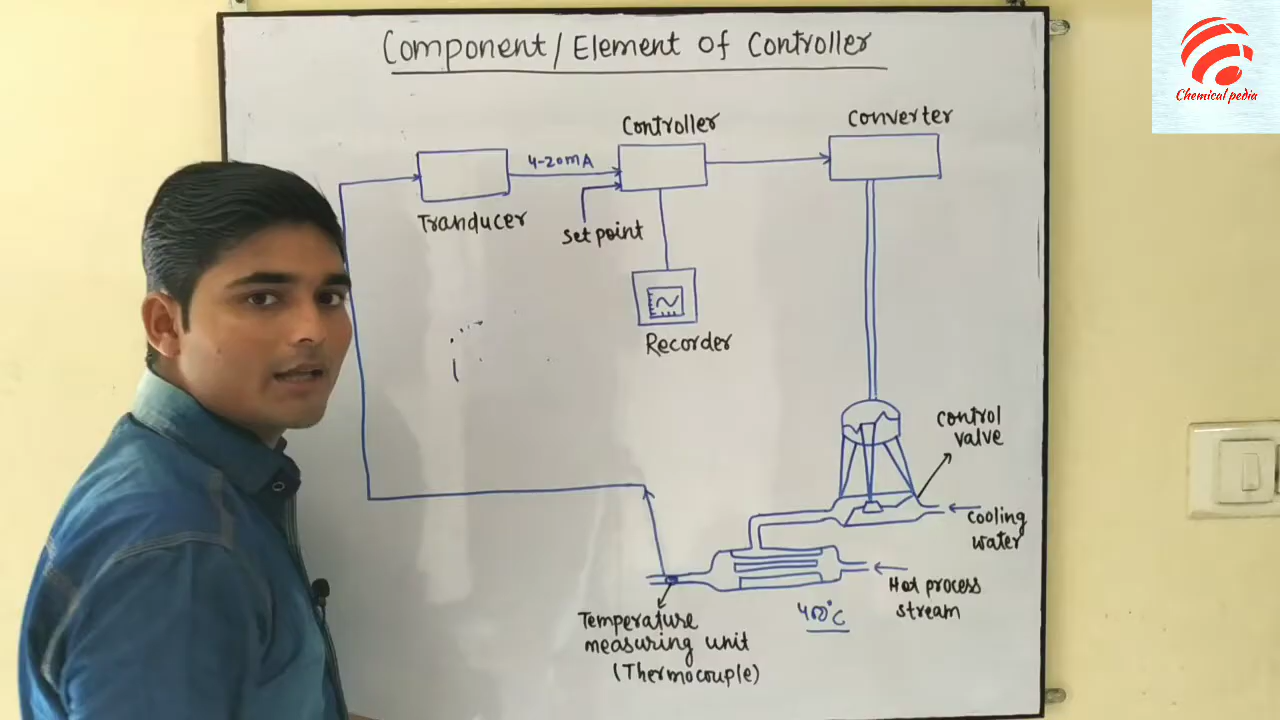 Component/Element of Controller
Chemical pedia
Controller
Converter
4-20mA
Tranducer
set point
Recorder
control
valve
cooling
water
Hot process
stream
400°C
Temperature
measuring unit
(Thermocouple)